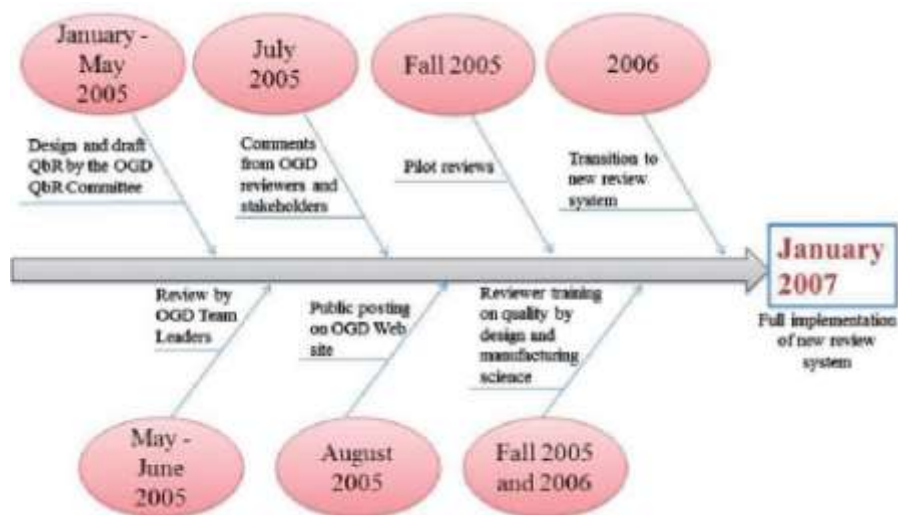 January -
May
2005
July
2005
Fall 2005
2006
Design and draft
QbR by the OGD
QbR Committee
Comments
from OGD
reviewers and
stakeholders
Pilot reviews
Transition to
new review
system
January
2007
Full implementation
of new review
system
Review by
OGD Team
Leaders
Public posting
on OGD Web
site
Reviewer training
on quality by
design and
manufacturing
science
May -
June
2005
August
2005
Fall 2005
and 2006